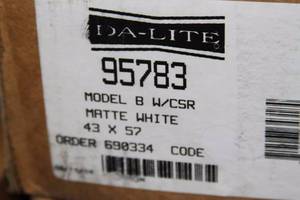 DA-LITE
95783
MODEL B W/CSR
MATTE WHITE
43 X 57
ORDER 690334 CODE